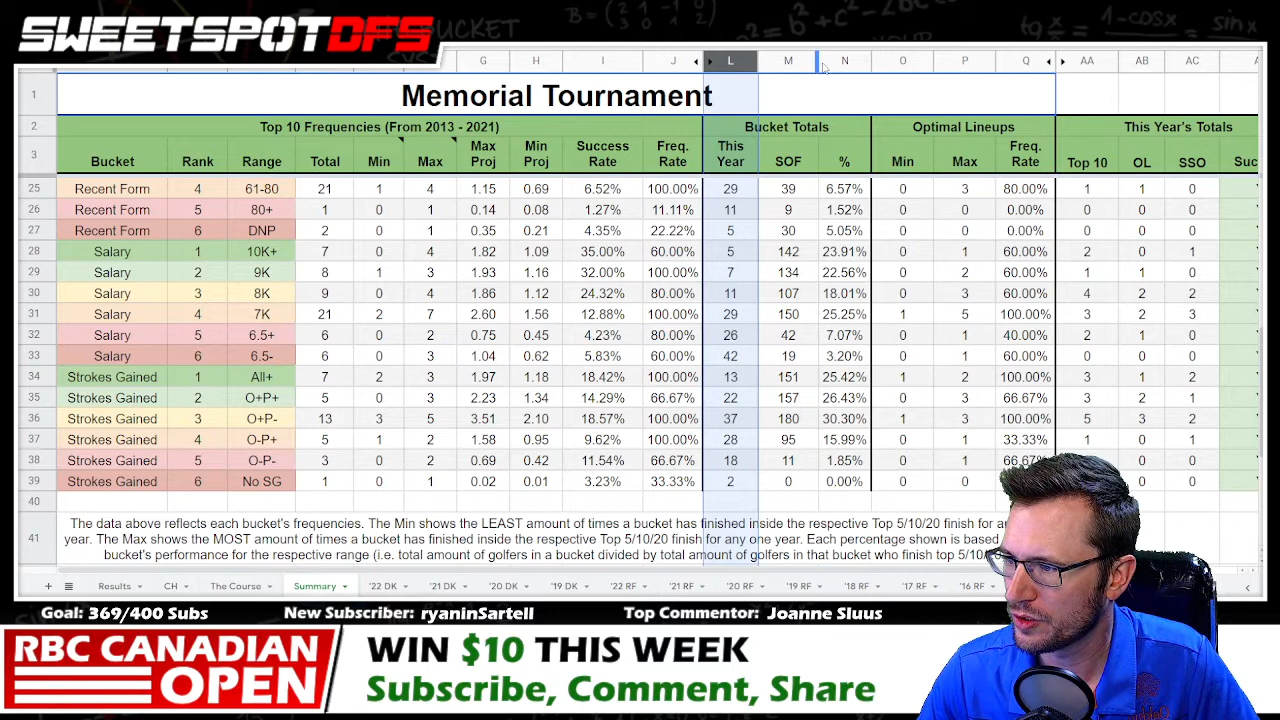 SWEETSPOTDFS
G H I J L M N O P Q AA AB AC
1 Memorial Tournament
2 Top 10 Frequencies (From 2013 - 2021) Bucket Totals Optimal Lineups This Year's Totals
3 Bucket Rank Range Total Min Max Max Proj Min Proj Success Rate Freq. Rate This Year SOF % Min Max Freq. Rate Top 10 OL SSO
25 Recent Form 4 61-80 21 1 4 1.15 0.69 6.52% 100.00% 29 39 6.57% 0 3 80.00% 1 1 0
26 Recent Form 5 80+ 1 0 1 0.14 0.08 1.27% 11.11% 11 9 1.52% 0 0 0.00% 0 0 0
27 Recent Form 6 DNP 2 0 1 0.35 0.21 4.35% 22.22% 5 30 5.05% 0 0 0.00% 0 0 0
28 Salary 1 10K+ 7 0 4 1.82 1.09 35.00% 60.00% 5 142 23.91% 0 1 60.00% 2 0 1
29 Salary 2 9K 8 1 3 1.93 1.16 32.00% 100.00% 7 134 22.56% 0 2 60.00% 1 1 0
30 Salary 3 8K 9 0 4 1.86 1.12 24.32% 80.00% 11 107 18.01% 0 3 60.00% 4 2 2
31 Salary 4 7K 21 2 7 2.60 1.56 12.88% 100.00% 29 150 25.25% 1 5 100.00% 3 2 3
32 Salary 5 6.5+ 6 0 2 0.75 0.45 4.23% 80.00% 26 42 7.07% 0 1 40.00% 2 1 0
33 Salary 6 6.5- 6 0 3 1.04 0.62 5.83% 60.00% 42 19 3.20% 0 1 60.00% 0 0 0
34 Strokes Gained 1 All+ 7 2 3 1.97 1.18 18.42% 100.00% 13 151 25.42% 1 2 100.00% 3 1 2
35 Strokes Gained 2 O+P+ 5 0 3 2.23 1.34 14.29% 66.67% 22 157 26.43% 0 3 66.67% 3 2 1
36 Strokes Gained 3 O+P- 13 3 5 3.51 2.10 18.57% 100.00% 37 180 30.30% 1 3 100.00% 5 3 2
37 Strokes Gained 4 O-P+ 5 1 2 1.58 0.95 9.62% 100.00% 28 95 15.99% 0 1 33.33% 1 0 0
38 Strokes Gained 5 O-P- 3 0 2 0.69 0.42 11.54% 66.67% 18 11 1.85% 0 1 66.67%
39 Strokes Gained 6 No SG 1 0 1 0.02 0.01 3.23% 33.33% 2 0 0.00% 0 0
40
41 The data above reflects each bucket's frequencies. The Min shows the LEAST amount of times a bucket has finished inside the respective Top 5/10/20 finish for
year. The Max shows the MOST amount of times a bucket has finished inside the respective Top 5/10/20 finish for any one year. Each percentage shown is based
bucket's performance for the respective range (i.e. total amount of golfers in a bucket divided by total amount of golfers in that bucket who finish top 5/10
+ Results CH The Course Summary '22 DK '21 DK '20 DK '19 DK '22 RF '21 RF '20 RF '19 RF '18 RF '17 RF '16 RF
Goal: 369/400 Subs New Subscriber: ryaninSartell Top Commentor: Joanne Sluus
RBC CANADIAN
OPEN
WIN $10 THIS WEEK
Subscribe, Comment, Share